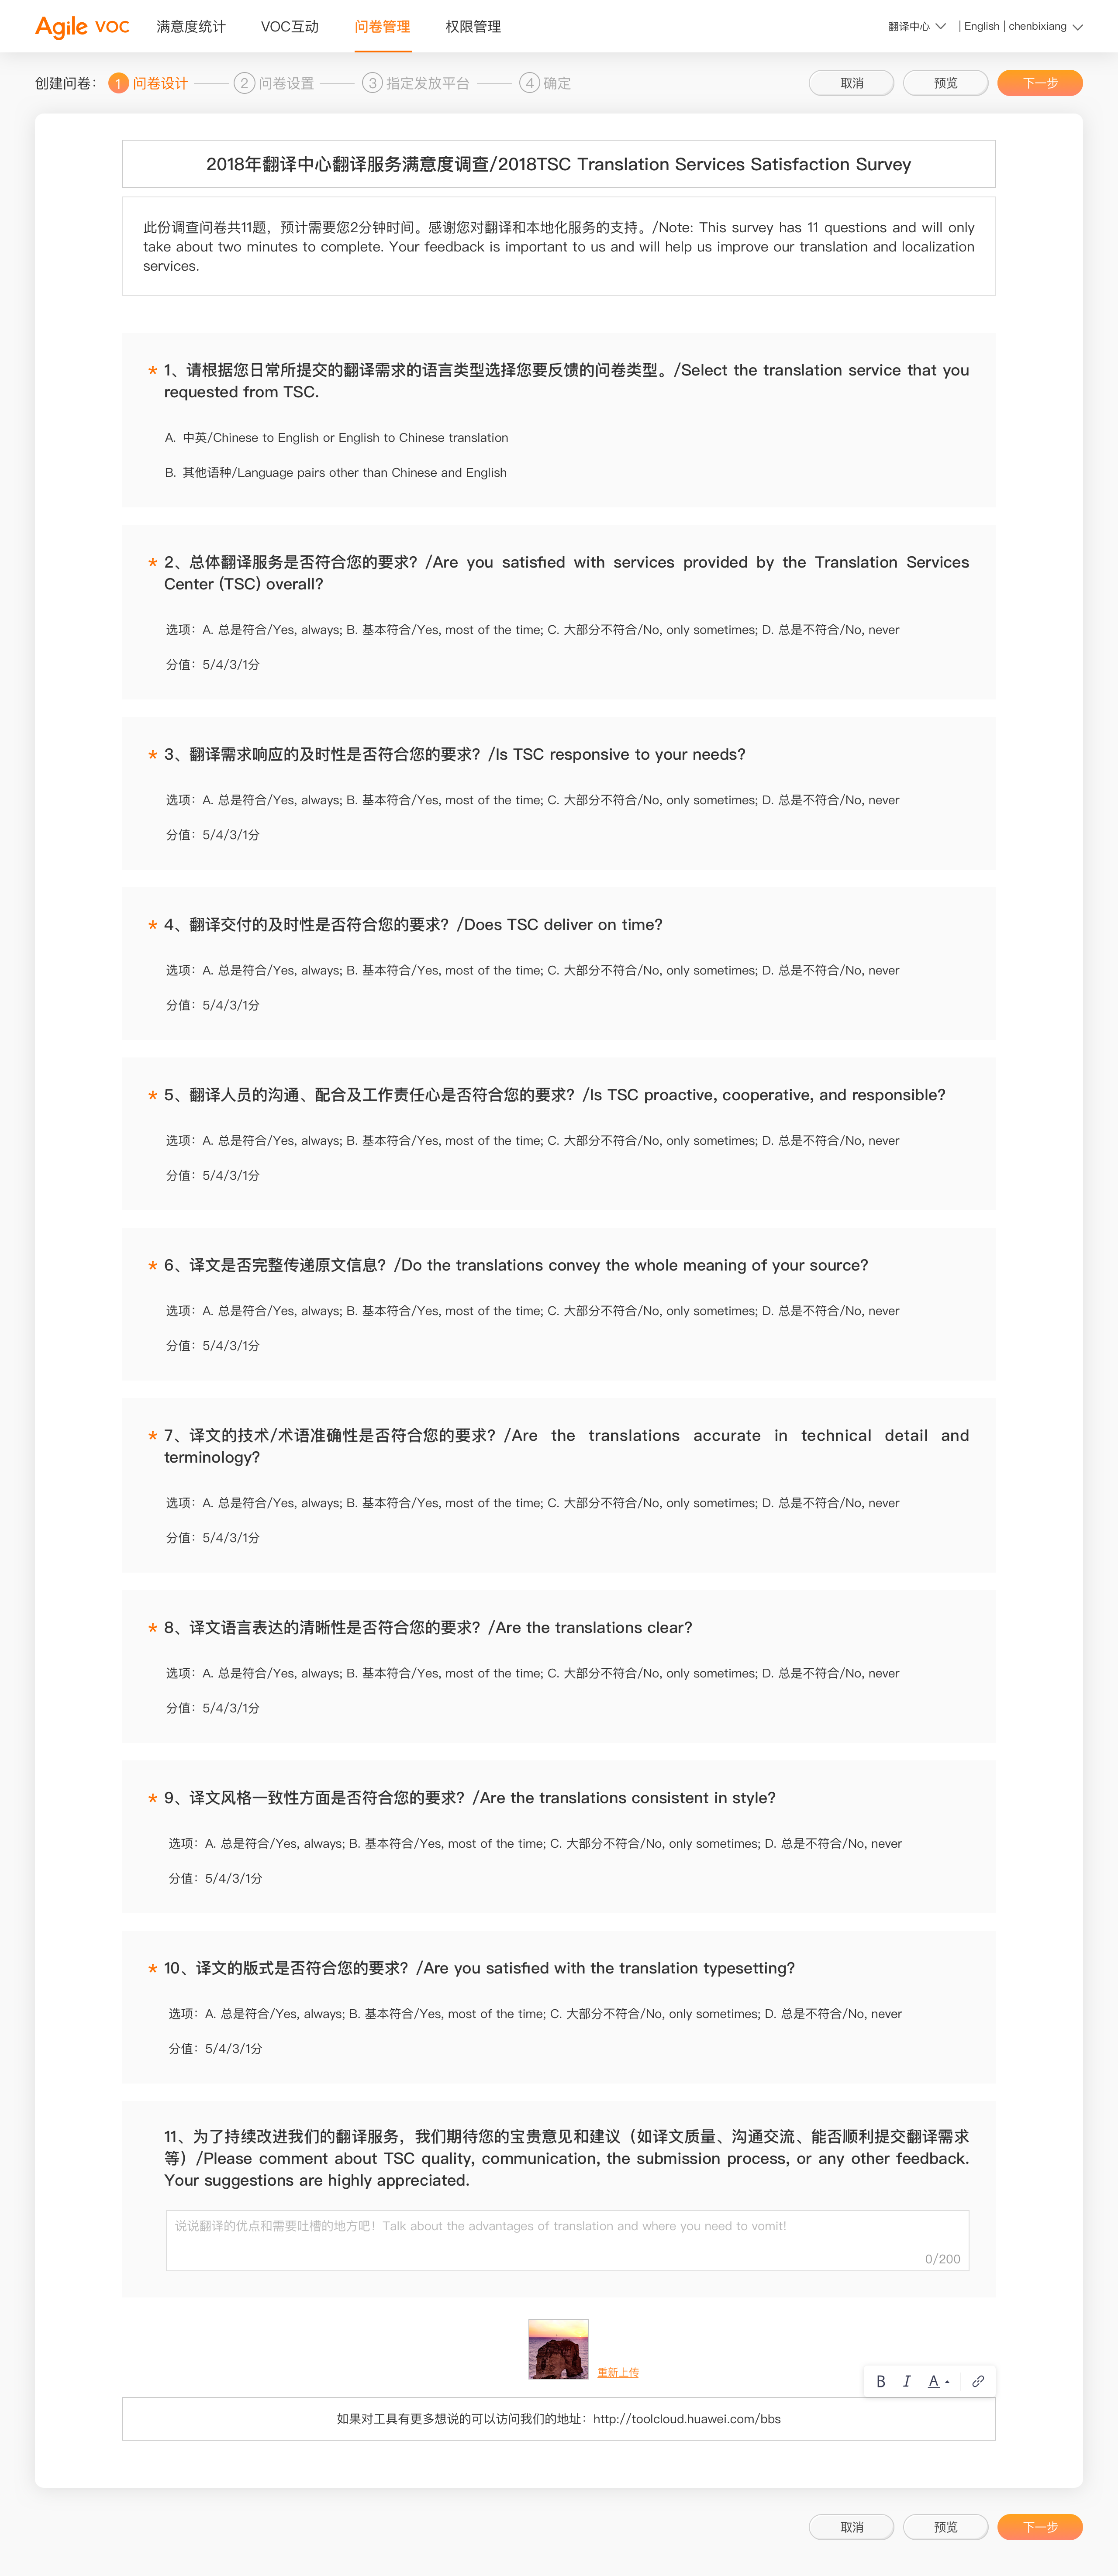 Agile VOC 满意度统计 VOC互动 问卷管理 权限管理 翻译中心 | English | chenbixiang
创建问卷： 1 问卷设计 2 问卷设置 3 指定发放平台 4 确定 取消 预览 下一步
2018年翻译中心翻译服务满意度调查/2018TSC Translation Services Satisfaction Survey
此份调查问卷共11题，预计需要您2分钟时间。感谢您对翻译和本地化服务的支持。/Note: This survey has 11 questions and will only
take about two minutes to complete. Your feedback is important to us and will help us improve our translation and localization
services.
* 1、请根据您日常所提交的翻译需求的语言类型选择您要反馈的问卷类型。/Select the translation service that you
requested from TSC.
A. 中英/Chinese to English or English to Chinese translation
B. 其他语种/Language pairs other than Chinese and English
* 2、总体翻译服务是否符合您的要求？/Are you satisfied with services provided by the Translation Services
Center (TSC) overall?
选项：A. 总是符合/Yes, always; B. 基本符合/Yes, most of the time; C. 大部分不符合/No, only sometimes; D. 总是不符合/No, never
分值：5/4/3/1分
* 3、翻译需求响应的及时性是否符合您的要求？/Is TSC responsive to your needs?
选项：A. 总是符合/Yes, always; B. 基本符合/Yes, most of the time; C. 大部分不符合/No, only sometimes; D. 总是不符合/No, never
分值：5/4/3/1分
* 4、翻译交付的及时性是否符合您的要求？/Does TSC deliver on time?
选项：A. 总是符合/Yes, always; B. 基本符合/Yes, most of the time; C. 大部分不符合/No, only sometimes; D. 总是不符合/No, never
分值：5/4/3/1分
* 5、翻译人员的沟通、配合及工作责任心是否符合您的要求？/Is TSC proactive, cooperative, and responsible?
选项：A. 总是符合/Yes, always; B. 基本符合/Yes, most of the time; C. 大部分不符合/No, only sometimes; D. 总是不符合/No, never
分值：5/4/3/1分
* 6、译文是否完整传递原文信息？/Do the translations convey the whole meaning of your source?
选项：A. 总是符合/Yes, always; B. 基本符合/Yes, most of the time; C. 大部分不符合/No, only sometimes; D. 总是不符合/No, never
分值：5/4/3/1分
* 7、译文的技术/术语准确性是否符合您的要求？/Are the translations accurate in technical detail and
terminology?
选项：A. 总是符合/Yes, always; B. 基本符合/Yes, most of the time; C. 大部分不符合/No, only sometimes; D. 总是不符合/No, never
分值：5/4/3/1分
* 8、译文语言表达的清晰性是否符合您的要求？/Are the translations clear?
选项：A. 总是符合/Yes, always; B. 基本符合/Yes, most of the time; C. 大部分不符合/No, only sometimes; D. 总是不符合/No, never
分值：5/4/3/1分
* 9、译文风格一致性方面是否符合您的要求？/Are the translations consistent in style?
选项：A. 总是符合/Yes, always; B. 基本符合/Yes, most of the time; C. 大部分不符合/No, only sometimes; D. 总是不符合/No, never
分值：5/4/3/1分
* 10、译文的版式是否符合您的要求？/Are you satisfied with the translation typesetting?
选项：A. 总是符合/Yes, always; B. 基本符合/Yes, most of the time; C. 大部分不符合/No, only sometimes; D. 总是不符合/No, never
分值：5/4/3/1分
11、为了持续改进我们的翻译服务，我们期待您的宝贵意见和建议（如译文质量、沟通交流、能否顺利提交翻译需求
等）/Please comment about TSC quality, communication, the submission process, or any other feedback.
Your suggestions are highly appreciated.
说说翻译的优点和需要吐槽的地方吧！Talk about the advantages of translation and where you need to vomit!
0/200
重新上传
B I A
如果对工具有更多想说的可以访问我们的地址：http://toolcloud.huawei.com/bbs
取消 预览 下一步